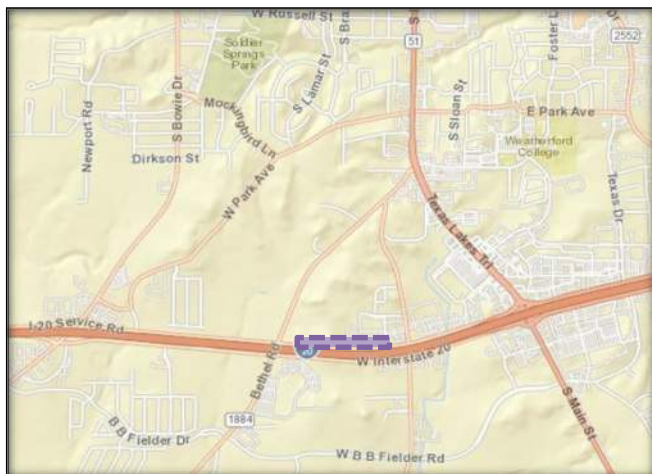 W Russell St
Soldier
Springs
Park
S Bowie Dr
Newport Rd
Mockingbird Ln
S Lamar St
S Bra
S
51
S Sloan St
Foster L
Dr
2552
E Park Ave
Weatherford
College
Dirkson St
W Park Ave
Texas Lakes Trl
Texas Dr
I-20 Service Rd
Bethel Rd
W Interstate 20
1884
B B Fielder Dr
W B B Fielder Rd
S Main St